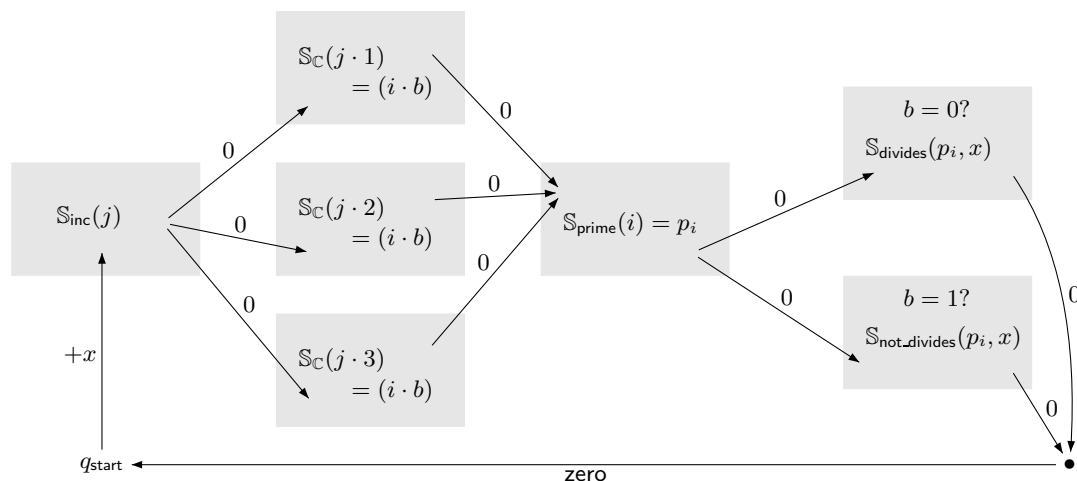 𝕊_ℂ(j · 1)
= (i · b)
0
0
b = 0?
𝕊_divides(p_i, x)
0
0
𝕊_inc(j)
0
𝕊_ℂ(j · 2)
= (i · b)
0
𝕊_prime(i) = p_i
0
0
0
b = 1?
𝕊_not_divides(p_i, x)
+x
𝕊_ℂ(j · 3)
= (i · b)
0
q_start
zero